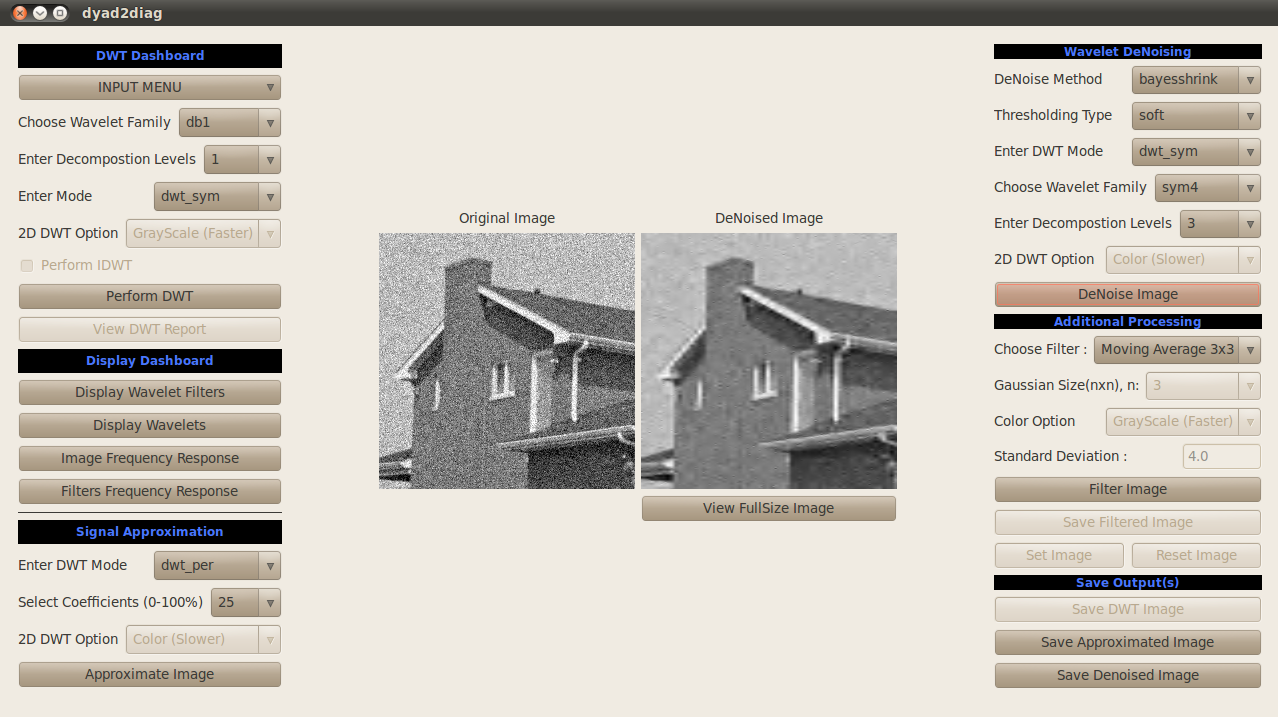 dyad2diag
DWT Dashboard
INPUT MENU
Choose Wavelet Family db1
Enter Decompostion Levels 1
Enter Mode dwt_sym
2D DWT Option GrayScale (Faster)
Perform IDWT
Perform DWT
View DWT Report
Display Dashboard
Display Wavelet Filters
Display Wavelets
Image Frequency Response
Filters Frequency Response
Signal Approximation
Enter DWT Mode dwt_per
Select Coefficients (0-100%) 25
2D DWT Option Color (Slower)
Approximate Image
Original Image
DeNoised Image
View FullSize Image
Wavelet DeNoising
DeNoise Method bayesshrink
Thresholding Type soft
Enter DWT Mode dwt_sym
Choose Wavelet Family sym4
Enter Decompostion Levels 3
2D DWT Option Color (Slower)
DeNoise Image
Additional Processing
Choose Filter : Moving Average 3x3
Gaussian Size(nxn), n: 3
Color Option GrayScale (Faster)
Standard Deviation : 4.0
Filter Image
Save Filtered Image
Set Image Reset Image
Save Output(s)
Save DWT Image
Save Approximated Image
Save Denoised Image